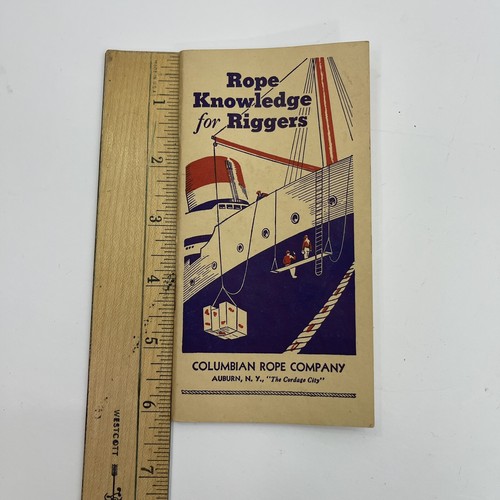 Rope
Knowledge
for Riggers
COLUMBIAN ROPE COMPANY
AUBURN, N. Y., "The Cordage City"
1
2
3
4
5
6
7
WESTCOTT